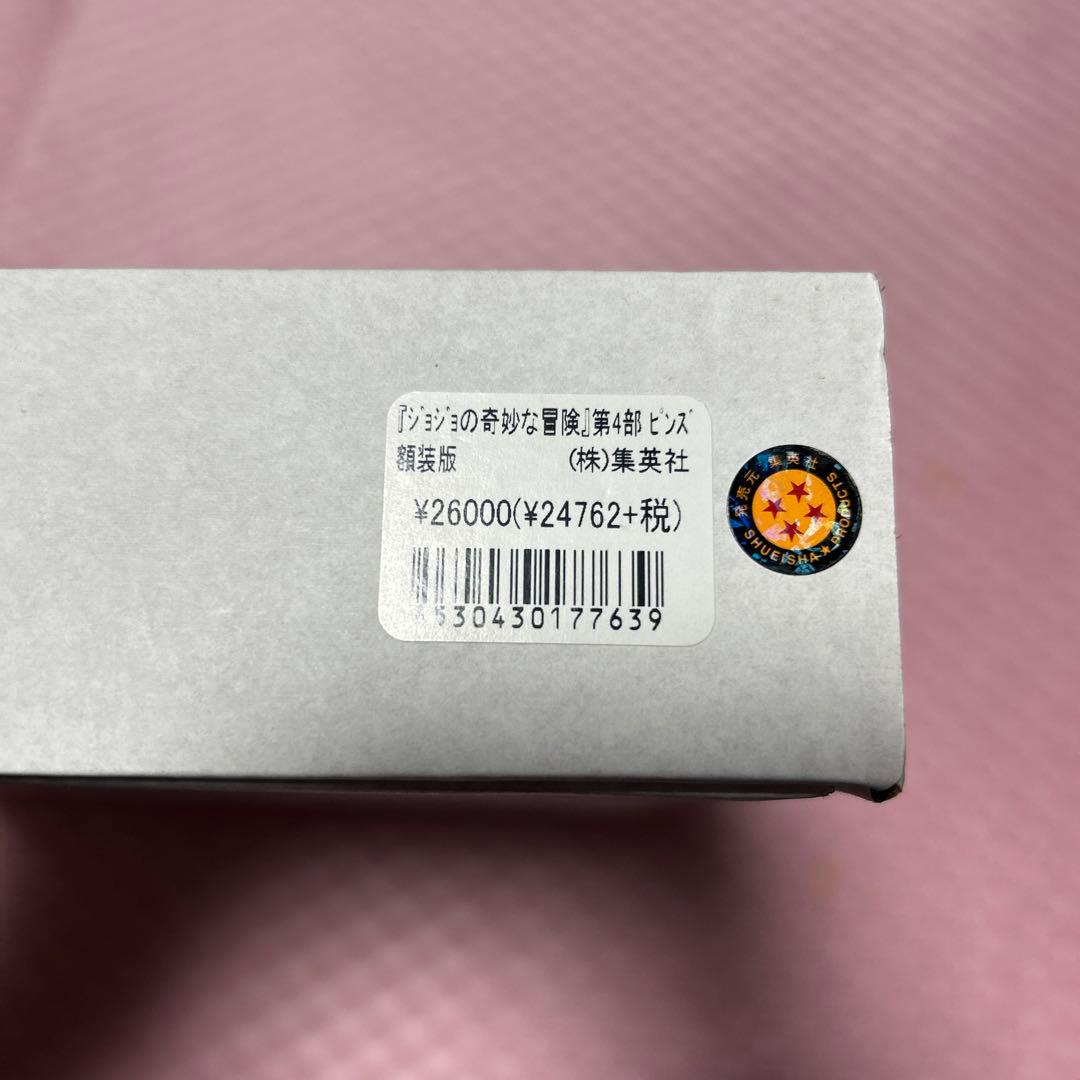 『ｼﾞｮｼﾞｮの奇妙な冒険』第4部 ﾋﾟﾝｽﾞ
額装版 (株)集英社
¥26000(¥24762+税)
4530430177639
発売元 集英社
SHUEISHA★PRODUCTS